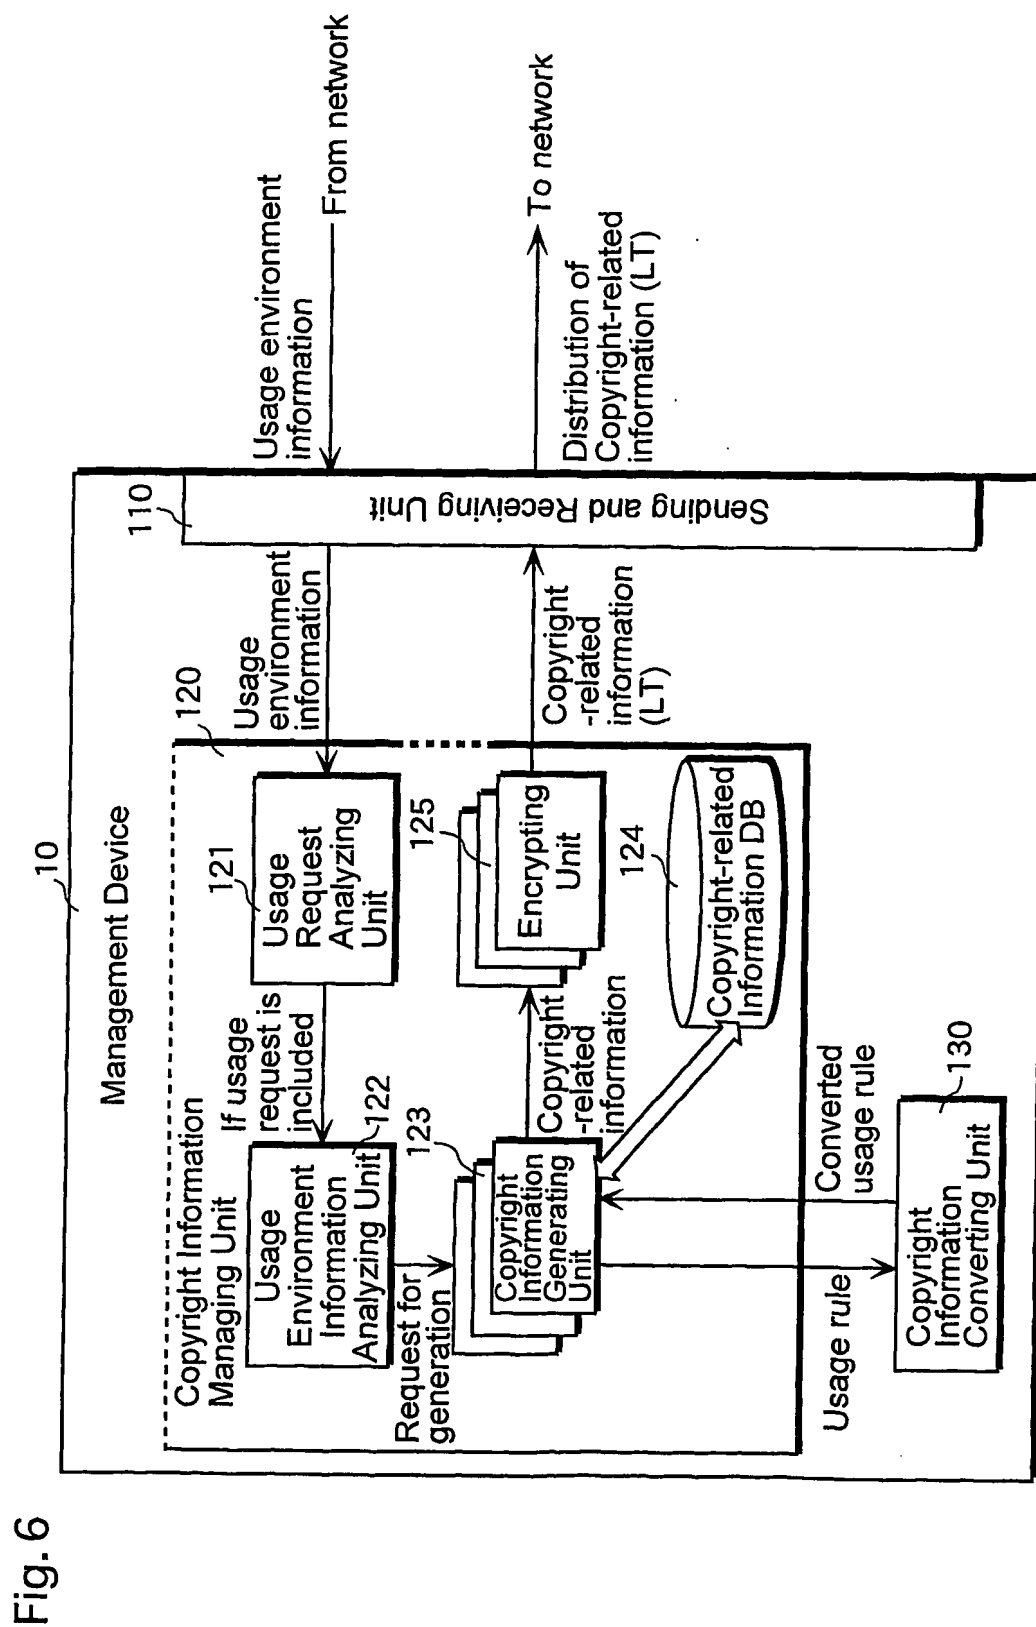 Fig. 6
10
Management Device
Copyright Information
Managing Unit
120
110
Usage environment
information
From network
Usage
environment
information
121
Usage
Request
Analyzing
Unit
If usage
request is
included
122
Usage
Environment
Information
Analyzing Unit
Request for
generation
123
Copyright
Information
Generating
Unit
Copyright
-related
information
125
Encrypting
Unit
Copyright
-related
information
(LT)
Sending and Receiving Unit
To network
Distribution of
Copyright-related
information (LT)
124
Copyright-related
Information DB
Usage rule
Converted
usage rule
130
Copyright
Information
Converting Unit